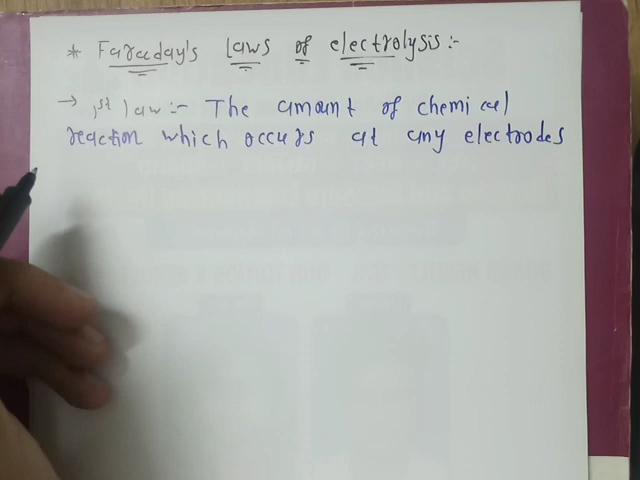 * Faraday's laws of electrolysis:-
→ 1st law:- The amount of chemical
reaction which occurs at any electrodes